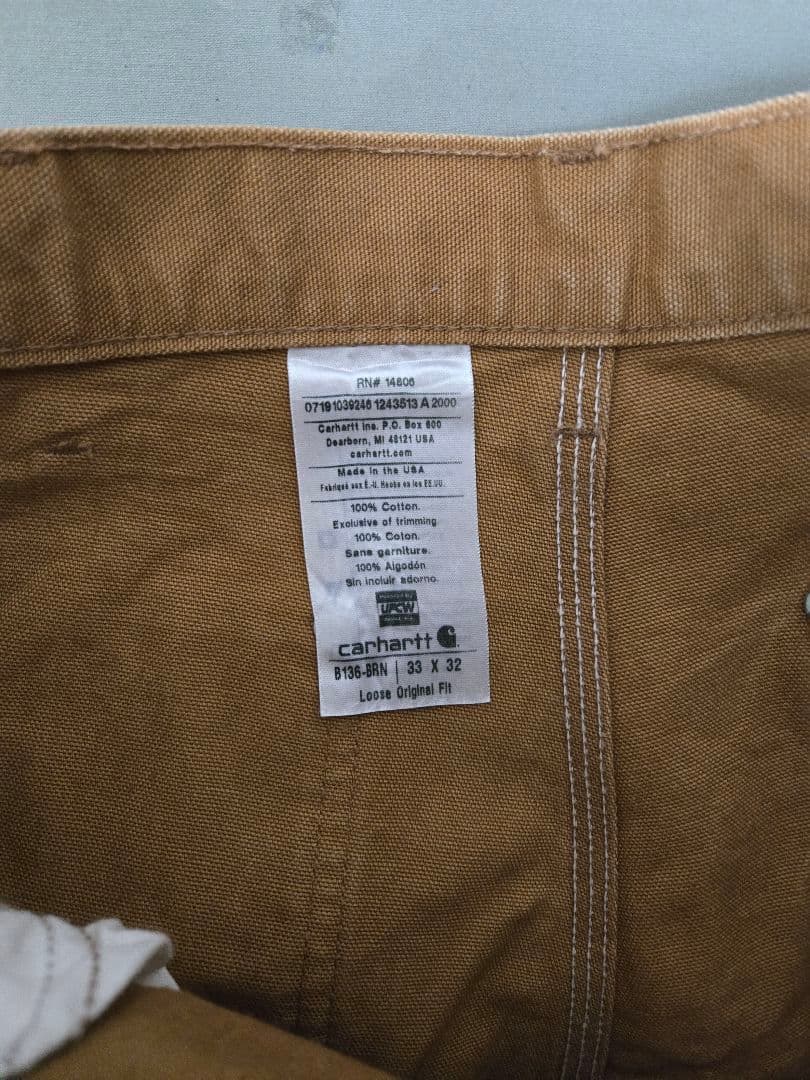 RN# 14806
07191039246 1243513 A 2000
Carhartt Inc. P.O. Box 600
Dearborn, MI 48121 USA
carhartt.com
Made in the USA
Fabriqué aux É.-U. Hecho en los EE.UU.
100% Cotton.
Exclusive of trimming
100% Coton.
Sans garniture.
100% Algodón
Sin incluir adorno.
UFCW
carhartt
B136-BRN | 33 X 32
Loose Original Fit